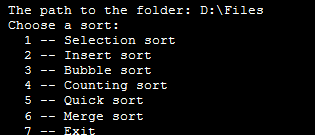 The path to the folder: D:\Files
Choose a sort:
1 -- Selection sort
2 -- Insert sort
3 -- Bubble sort
4 -- Counting sort
5 -- Quick sort
6 -- Merge sort
7 -- Exit